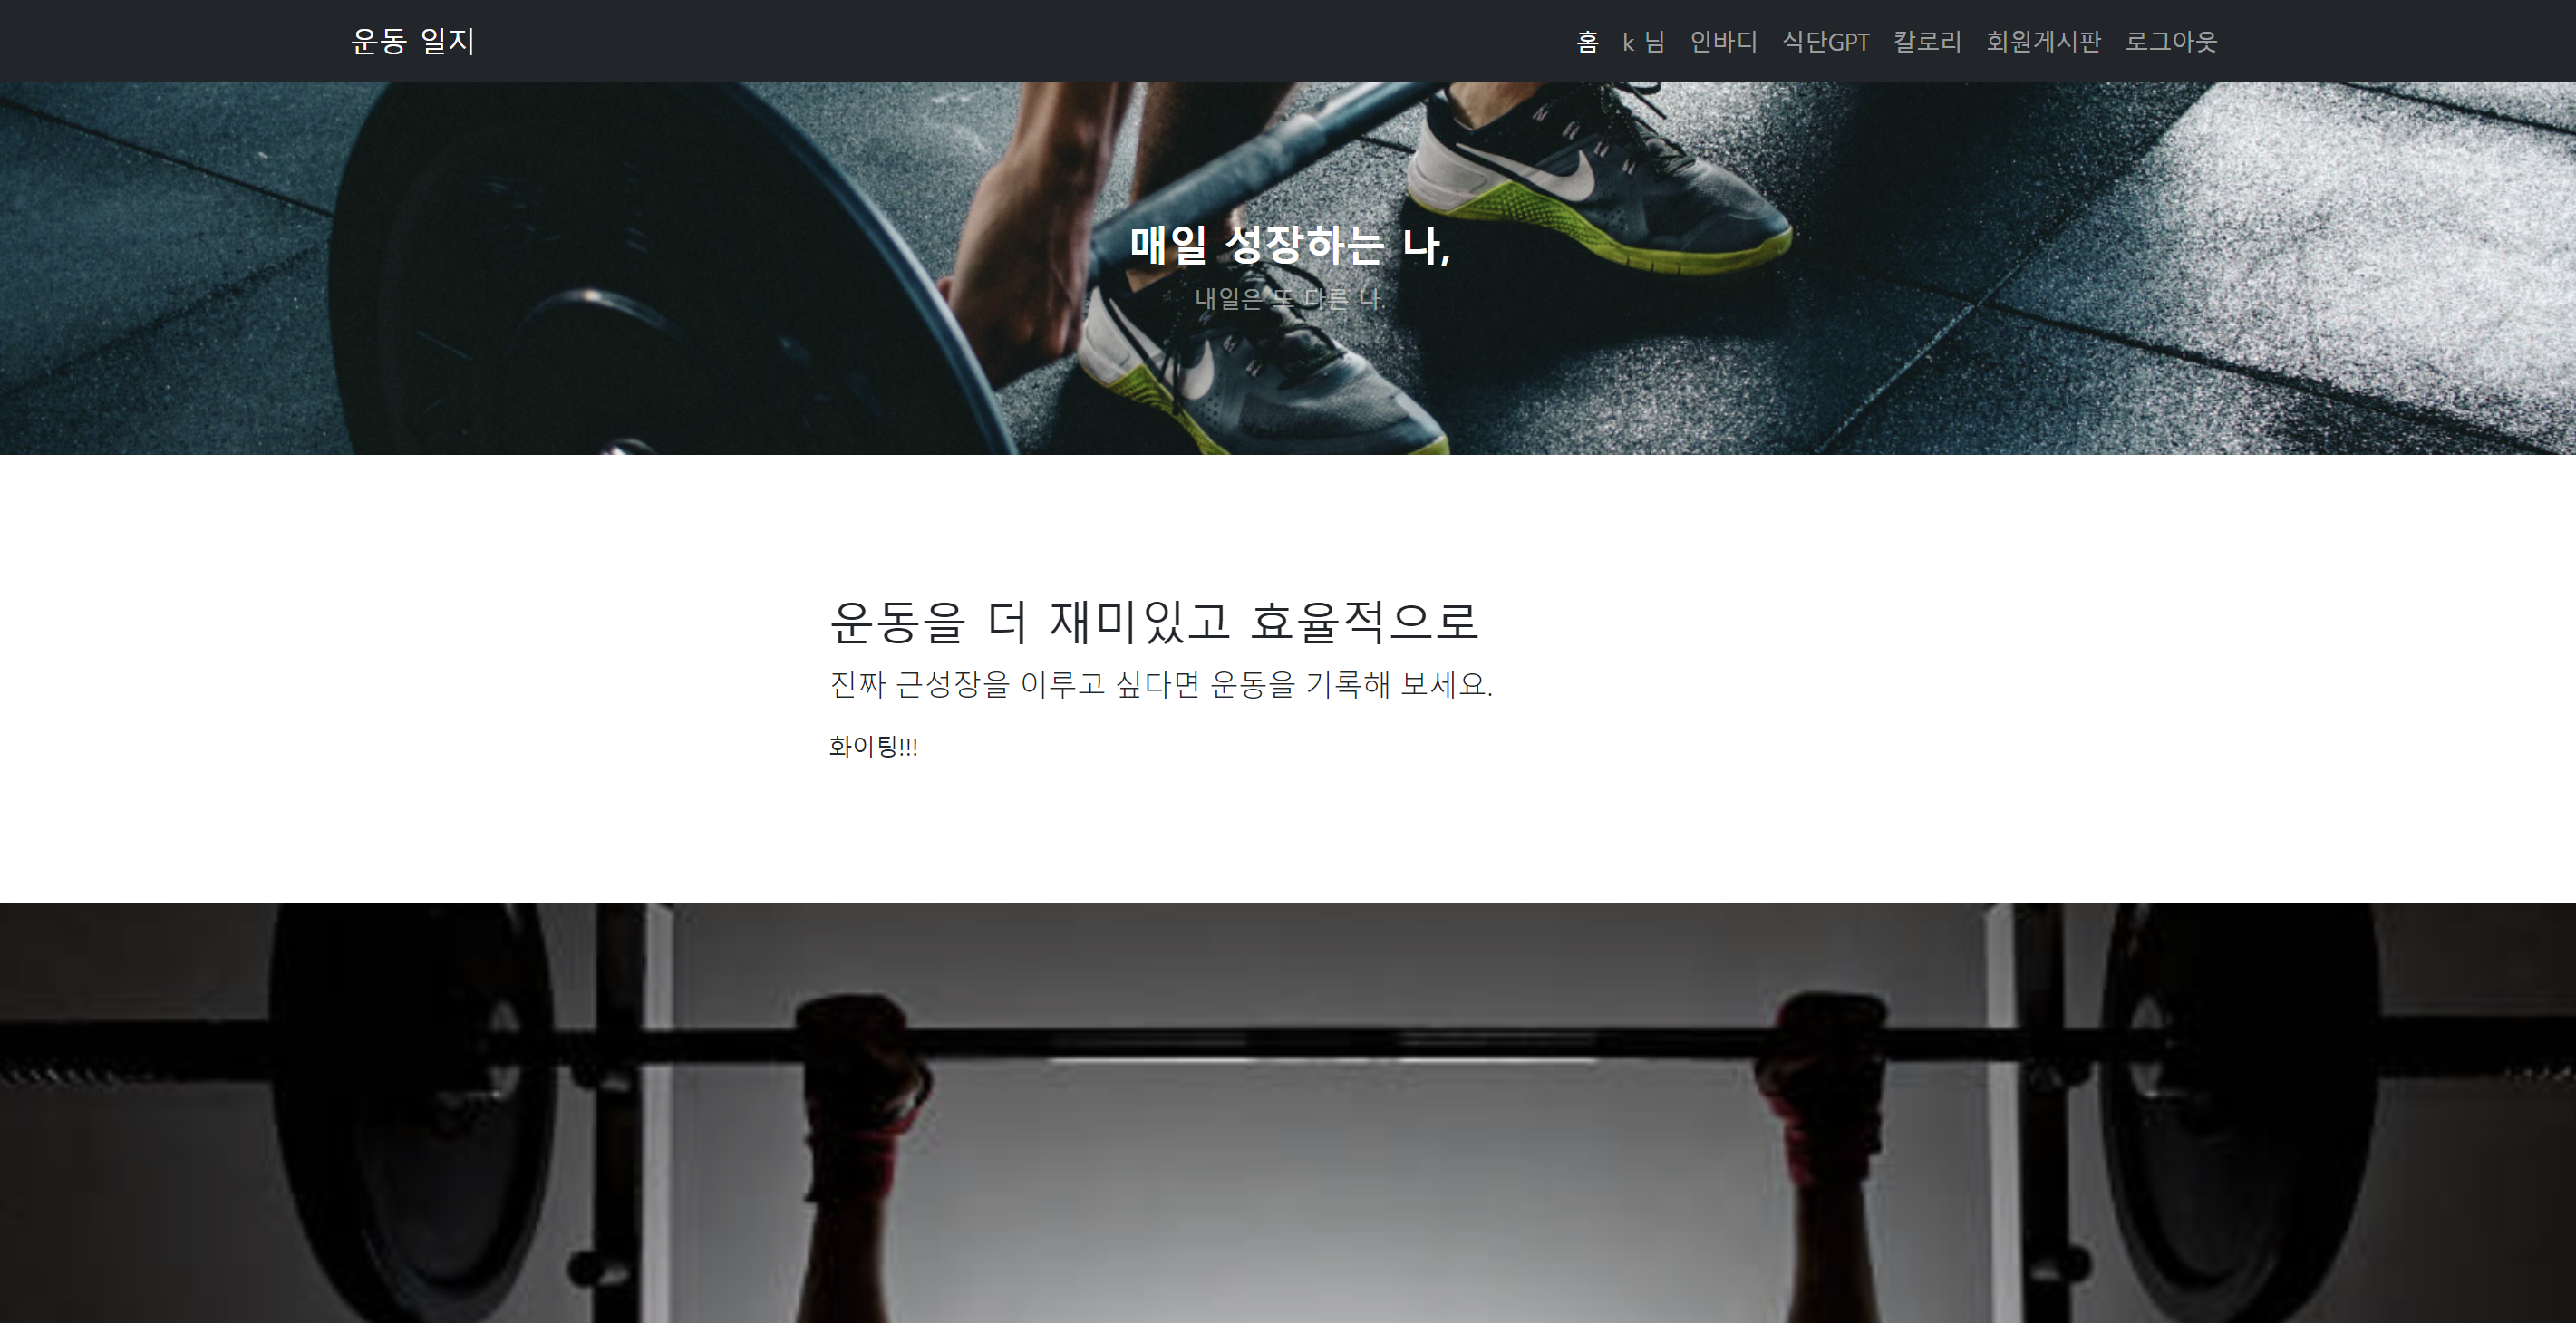 운동 일지
홈 k 님 인바디 식단GPT 칼로리 회원게시판 로그아웃
매일 성장하는 나,
내일은 또 다른 나.
운동을 더 재미있고 효율적으로
진짜 근성장을 이루고 싶다면 운동을 기록해 보세요.
화이팅!!!